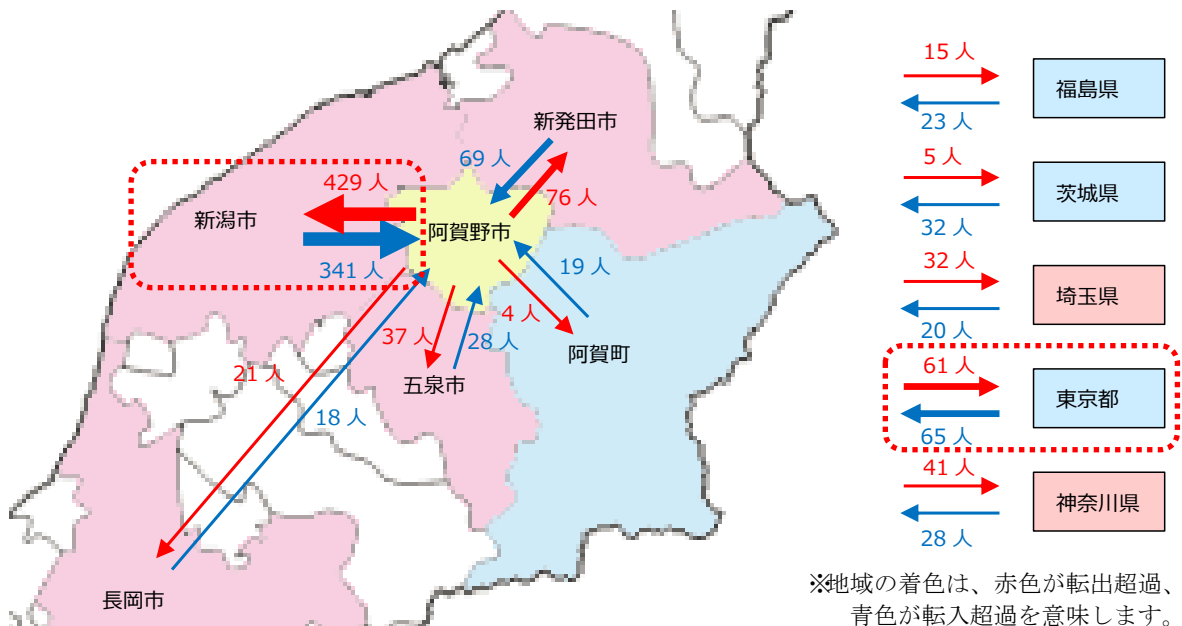 新発田市
69 人
76 人
429 人
新潟市
341 人
阿賀野市
19 人
4 人
阿賀町
37 人
28 人
五泉市
21 人
18 人
長岡市
15 人
福島県
23 人
5 人
茨城県
32 人
32 人
埼玉県
20 人
61 人
東京都
65 人
41 人
神奈川県
28 人
※地域の着色は、赤色が転出超過、
青色が転入超過を意味します。